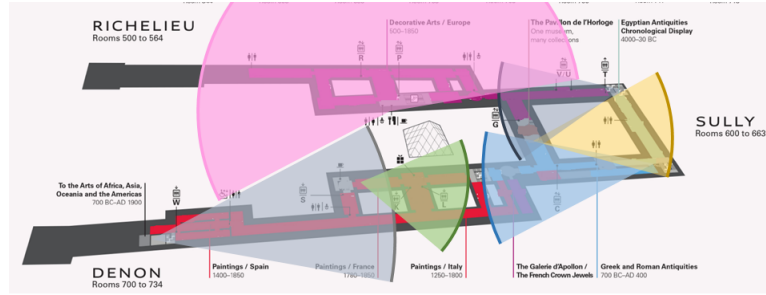 RICHELIEU
Rooms 500 to 564
Decorative Arts / Europe
500–1850
The Pavillon de l'Horloge
One museum,
many collections
Egyptian Antiquities
Chronological Display
4000–30 BC
R
P
V
U
T
Q
SULLY
Rooms 600 to 663
To the Arts of Africa, Asia,
Oceania and the Americas
700 BC–AD 1900
W
S
L
C
DENON
Rooms 700 to 734
Paintings / Spain
1400–1850
Paintings / France
1780–1850
Paintings / Italy
1250–1800
The Galerie d'Apollon /
The French Crown Jewels
Greek and Roman Antiquities
700 BC–AD 400